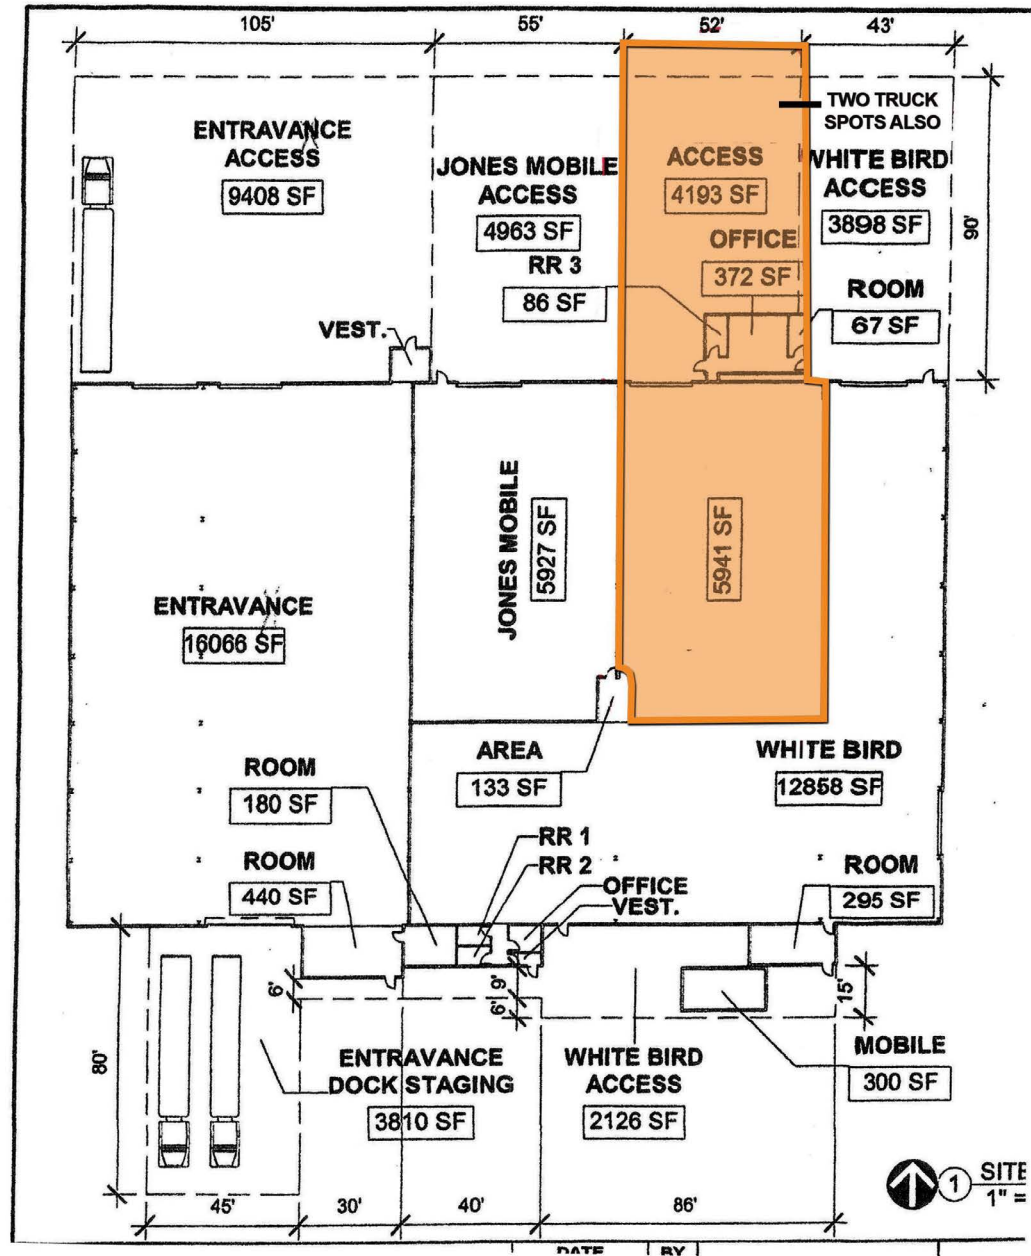 105'
55'
52'
43'
TWO TRUCK
SPOTS ALSO
ENTRAVANCE
ACCESS
9408 SF
JONES MOBILE
ACCESS
4963 SF
ACCESS
4193 SF
WHITE BIRD
ACCESS
3898 SF
90'
OFFICE
372 SF
RR 3
86 SF
ROOM
67 SF
VEST.
JONES MOBILE
5927 SF
5941 SF
ENTRAVANCE
16066 SF
AREA
133 SF
WHITE BIRD
12858 SF
ROOM
180 SF
RR 1
RR 2
ROOM
440 SF
OFFICE
VEST.
ROOM
295 SF
6'
9'
6'
15'
80'
ENTRAVANCE
DOCK STAGING
3810 SF
WHITE BIRD
ACCESS
2126 SF
MOBILE
300 SF
1
SITE
1" =
45'
30'
40'
86'
DATE
BY